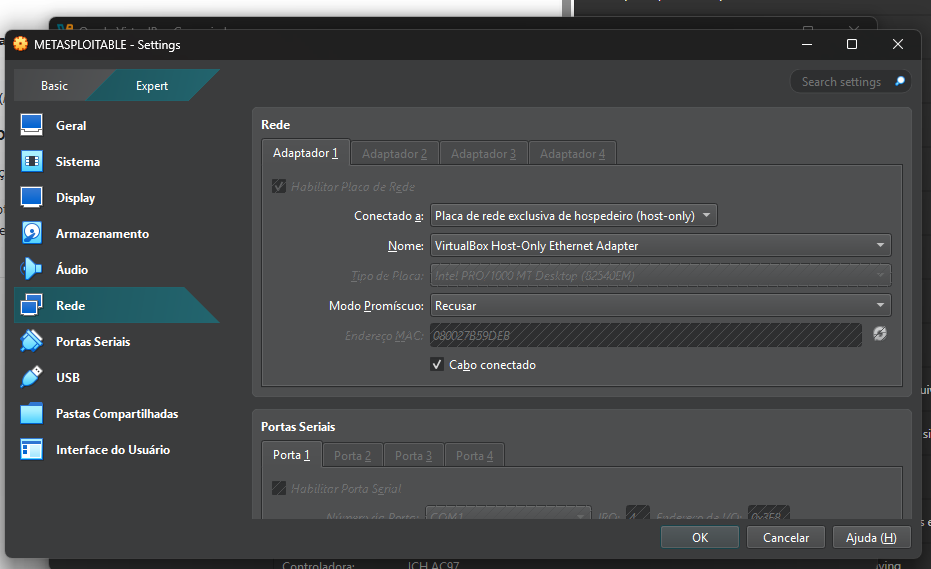 METASPLOITABLE - Settings
Basic
Expert
Search settings
Geral
Sistema
Display
Armazenamento
Áudio
Rede
Portas Seriais
USB
Pastas Compartilhadas
Interface do Usuário
Rede
Adaptador 1
Adaptador 2
Adaptador 3
Adaptador 4
Habilitar Placa de Rede
Conectado a:
Placa de rede exclusiva de hospedeiro (host-only)
Nome:
VirtualBox Host-Only Ethernet Adapter
Tipo de Placa:
Intel PRO/1000 MT Desktop (82540EM)
Modo Promíscuo:
Recusar
Endereço MAC:
080027B59DEB
Cabo conectado
Portas Seriais
Porta 1
Porta 2
Porta 3
Porta 4
Habilitar Porta Serial
COM1
IRQ:
4
Endereço de I/O:
0x3F8
OK
Cancelar
Ajuda (H)
Controladora:
ICH AC97